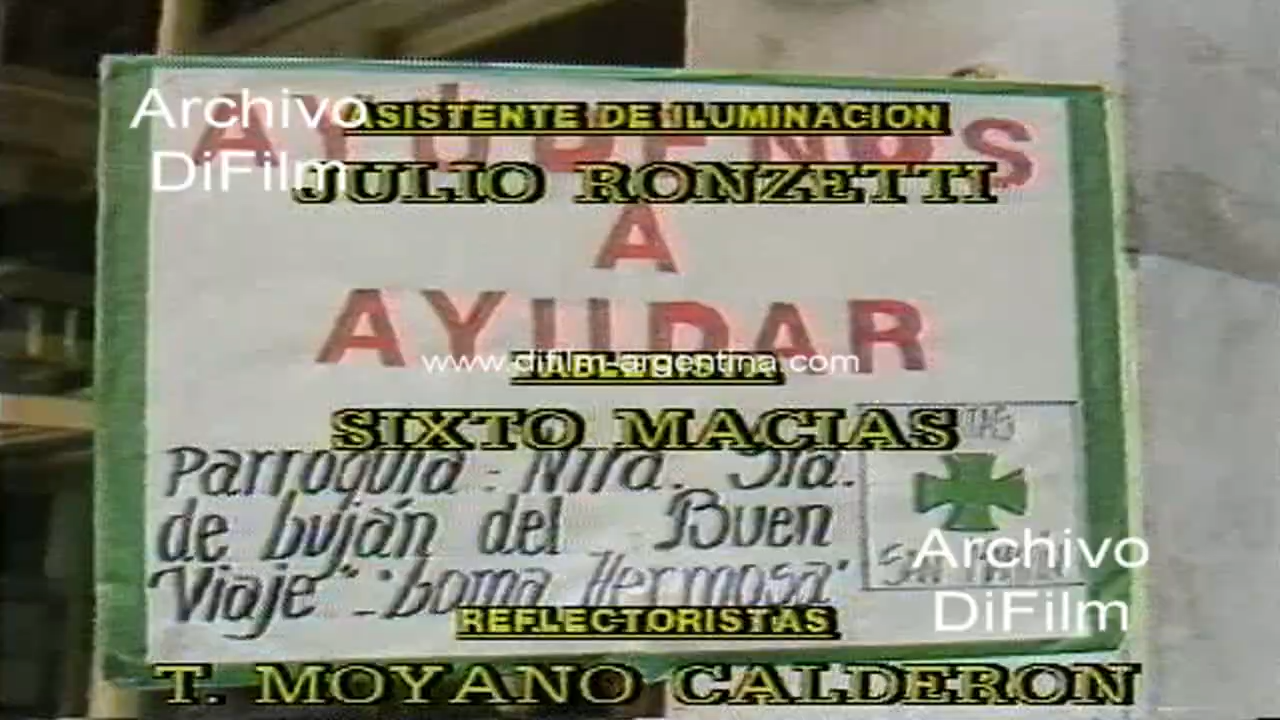 Archivo
DiFilm
ASISTENTE DE ILUMINACION
JULIO RONZETTI
AYUDENOS
A
AYUDAR
www.difilm-argentina.com
SIXTO MACIAS
Parroquia - Ntra. Sra.
de Luján del Buen
Viaje" - Loma Hermosa
REFLECTORISTAS
T. MOYANO CALDERON
Archivo
DiFilm